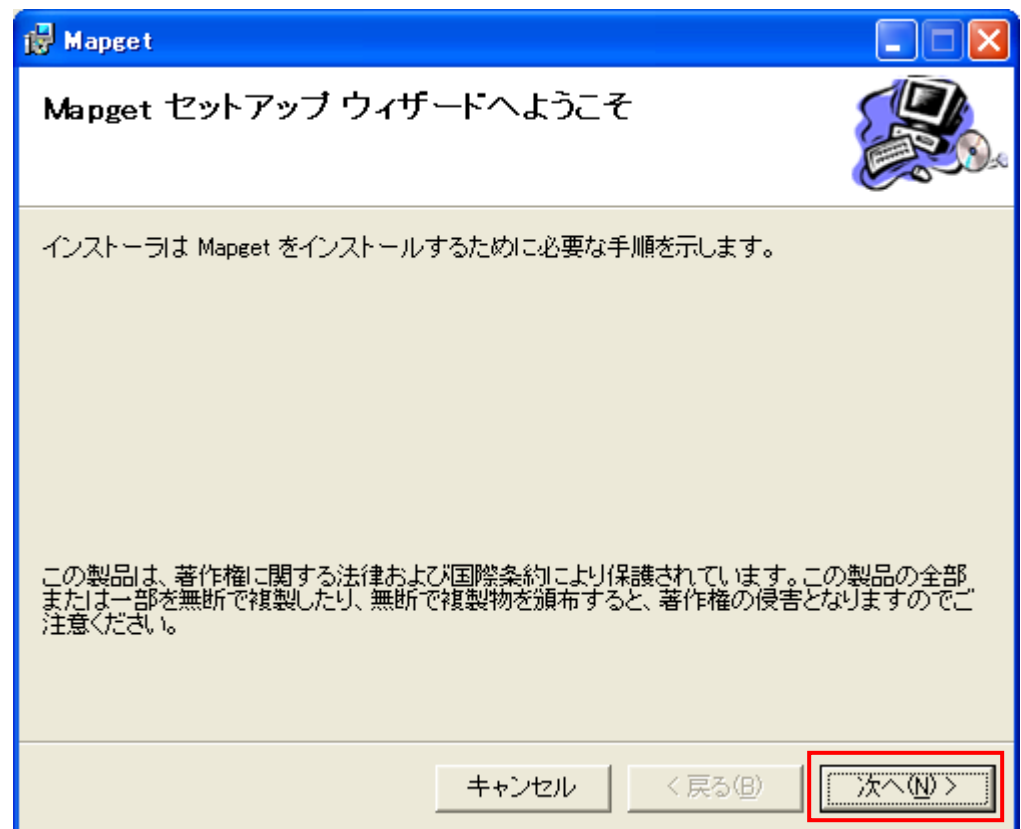 Mapget
Mapget セットアップ ウィザードへようこそ
インストーラは Mapget をインストールするために必要な手順を示します。
この製品は、著作権に関する法律および国際条約により保護されています。この製品の全部
または一部を無断で複製したり、無断で複製物を頒布すると、著作権の侵害となりますのでご
注意ください。
キャンセル
< 戻る(B)
次へ(N) >